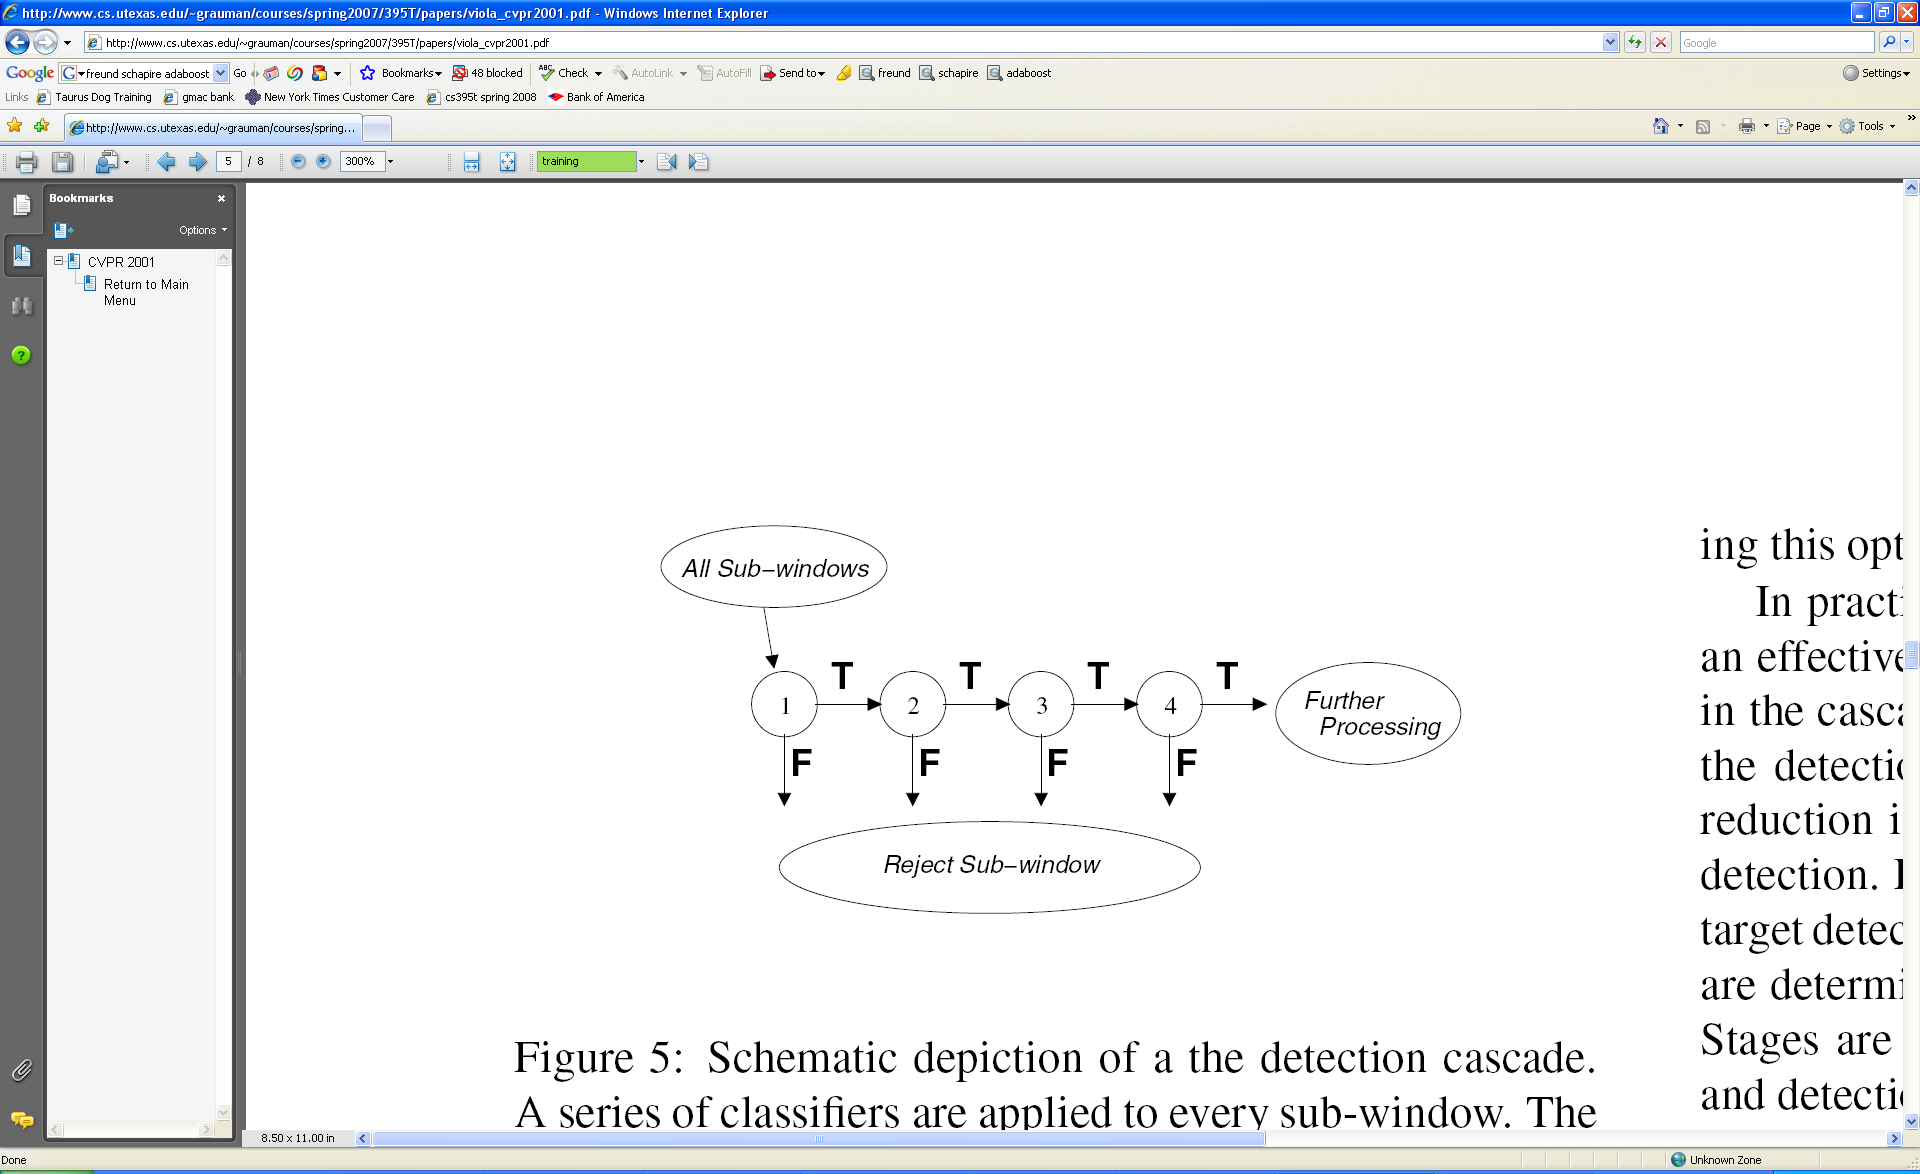 http://www.cs.utexas.edu/~grauman/courses/spring2007/395T/papers/viola_cvpr2001.pdf - Windows Internet Explorer
http://www.cs.utexas.edu/~grauman/courses/spring2007/395T/papers/viola_cvpr2001.pdf
Google
Google G freund schapire adaboost Go Bookmarks 48 blocked ABC Check AutoLink AutoFill Send to freund schapire adaboost Settings
Links Taurus Dog Training gmac bank New York Times Customer Care cs395t spring 2008 Bank of America
http://www.cs.utexas.edu/~grauman/courses/spring... Page Tools
5 / 8 300% training
Bookmarks
Options
CVPR 2001
Return to Main
Menu
All Sub-windows
T T T T
1 2 3 4
Further
Processing
F F F F
Reject Sub-window
Figure 5: Schematic depiction of a the detection cascade.
A series of classifiers are applied to every sub-window. The
ing this opt
In practi
an effective
in the casca
the detectio
reduction i
detection.
target detec
are determi
Stages are
and detecti
8.50 x 11.00 in
Done
Unknown Zone